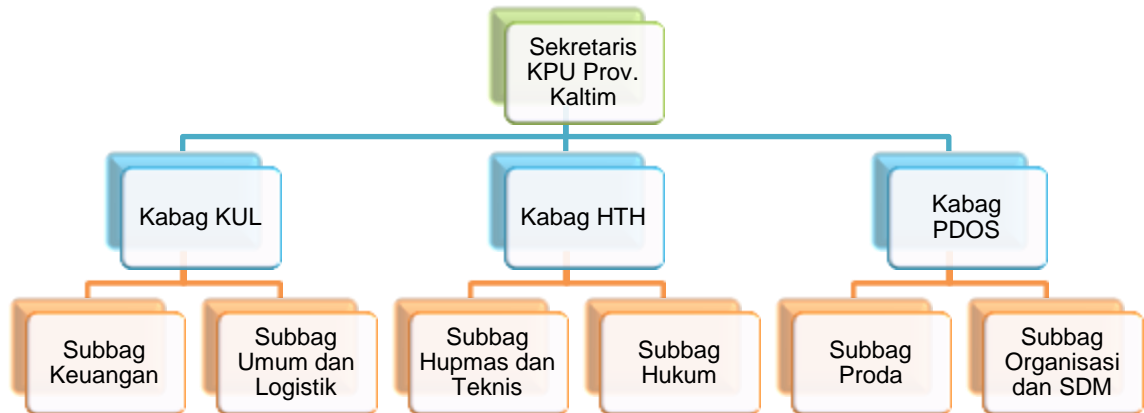 Sekretaris
KPU Prov.
Kaltim
Kabag KUL
Kabag HTH
Kabag
PDOS
Subbag
Keuangan
Subbag
Umum dan
Logistik
Subbag
Hupmas dan
Teknis
Subbag
Hukum
Subbag
Proda
Subbag
Organisasi
dan SDM